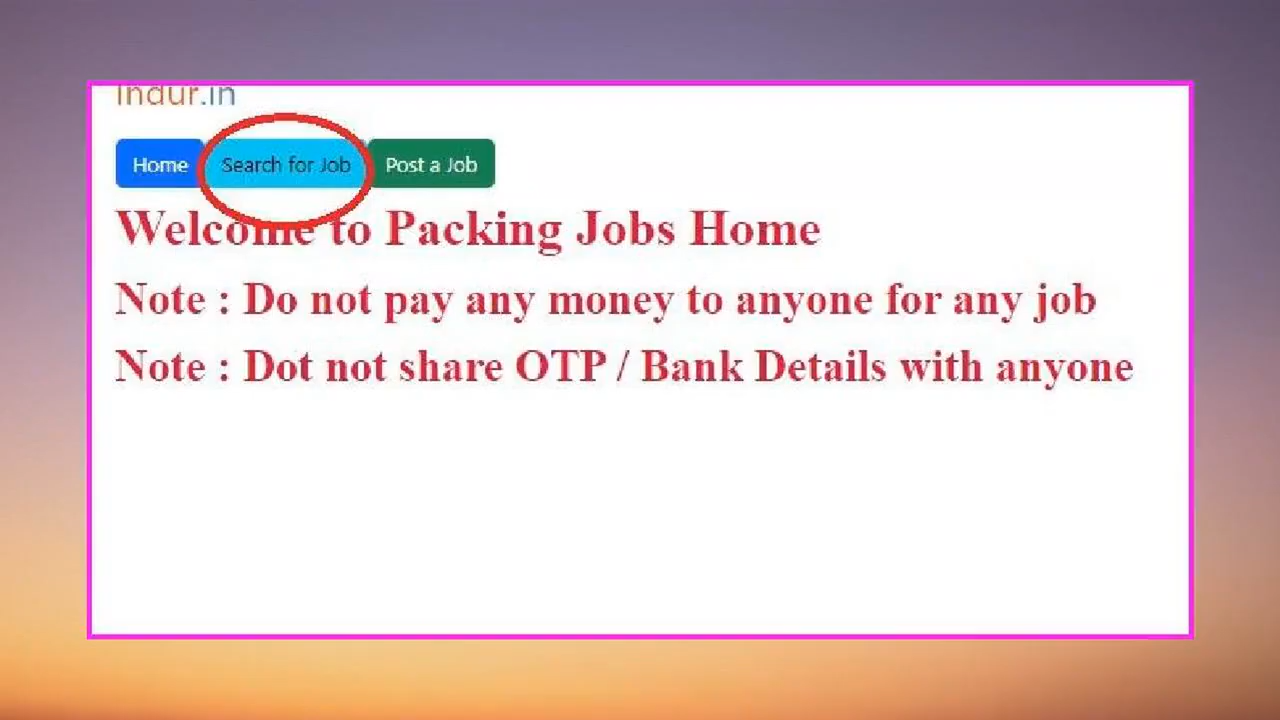 Indur.in
Home Search for Job Post a Job
Welcome to Packing Jobs Home
Note : Do not pay any money to anyone for any job
Note : Dot not share OTP / Bank Details with anyone